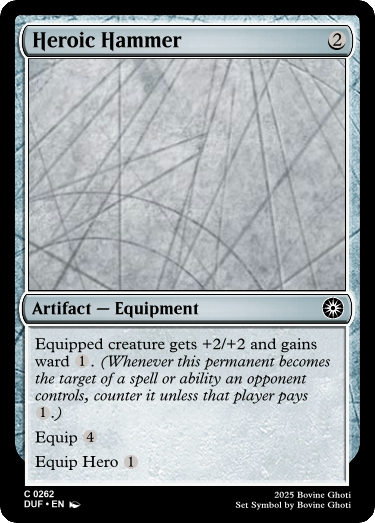 Heroic Hammer 2
Artifact — Equipment
Equipped creature gets +2/+2 and gains
ward 1. (Whenever this permanent becomes
the target of a spell or ability an opponent
controls, counter it unless that player pays
1.)
Equip 4
Equip Hero 1
C 0262
DUF • EN
2025 Bovine Ghoti
Set Symbol by Bovine Ghoti